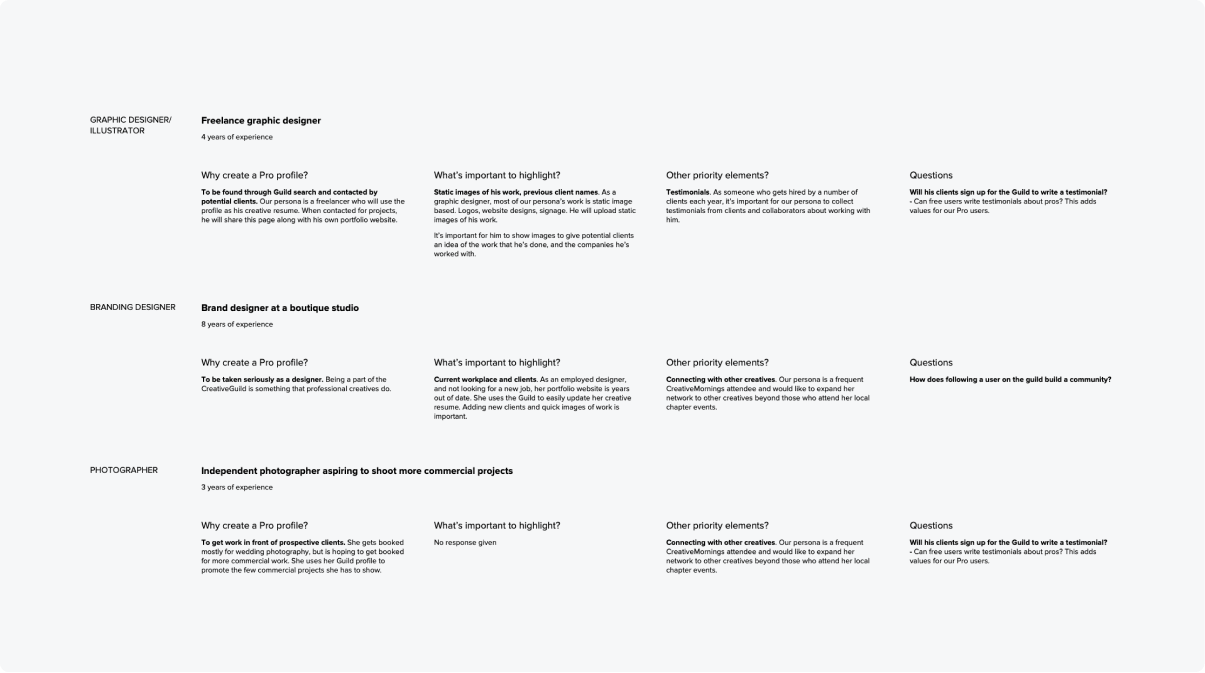 GRAPHIC DESIGNER/
ILLUSTRATOR
Freelance graphic designer
4 years of experience
Why create a Pro profile?
To be found through Guild search and contacted by
potential clients. Our persona is a freelancer who will use the
profile as his creative resume. When contacted for projects,
he will share this page along with his own portfolio website.
What's important to highlight?
Static images of his work, previous client names. As a
graphic designer, most of our persona's work is static image
based. Logos, website designs, signage. He will upload static
images of his work.
It's important for him to show images to give potential clients
an idea of the work that he's done, and the companies he's
worked with.
Other priority elements?
Testimonials. As someone who gets hired by a number of
clients each year, it's important for our persona to collect
testimonials from clients and collaborators about working with
him.
Questions
Will his clients sign up for the Guild to write a testimonial?
- Can free users write testimonials about pros? This adds
values for our Pro users.
BRANDING DESIGNER
Brand designer at a boutique studio
8 years of experience
Why create a Pro profile?
To be taken seriously as a designer. Being a part of the
CreativeGuild is something that professional creatives do.
What's important to highlight?
Current workplace and clients. As an employed designer,
and not looking for a new job, her portfolio website is years
out of date. She uses the Guild to easily update her creative
resume. Adding new clients and quick images of work is
important.
Other priority elements?
Connecting with other creatives. Our persona is a frequent
CreativeMornings attendee and would like to expand her
network to other creatives beyond those who attend her local
chapter events.
Questions
How does following a user on the guild build a community?
PHOTOGRAPHER
Independent photographer aspiring to shoot more commercial projects
3 years of experience
Why create a Pro profile?
To get work in front of prospective clients. She gets booked
mostly for wedding photography, but is hoping to get booked
for more commercial work. She uses her Guild profile to
promote the few commercial projects she has to show.
What's important to highlight?
No response given
Other priority elements?
Connecting with other creatives. Our persona is a frequent
CreativeMornings attendee and would like to expand her
network to other creatives beyond those who attend her local
chapter events.
Questions
Will his clients sign up for the Guild to write a testimonial?
- Can free users write testimonials about pros? This adds
values for our Pro users.